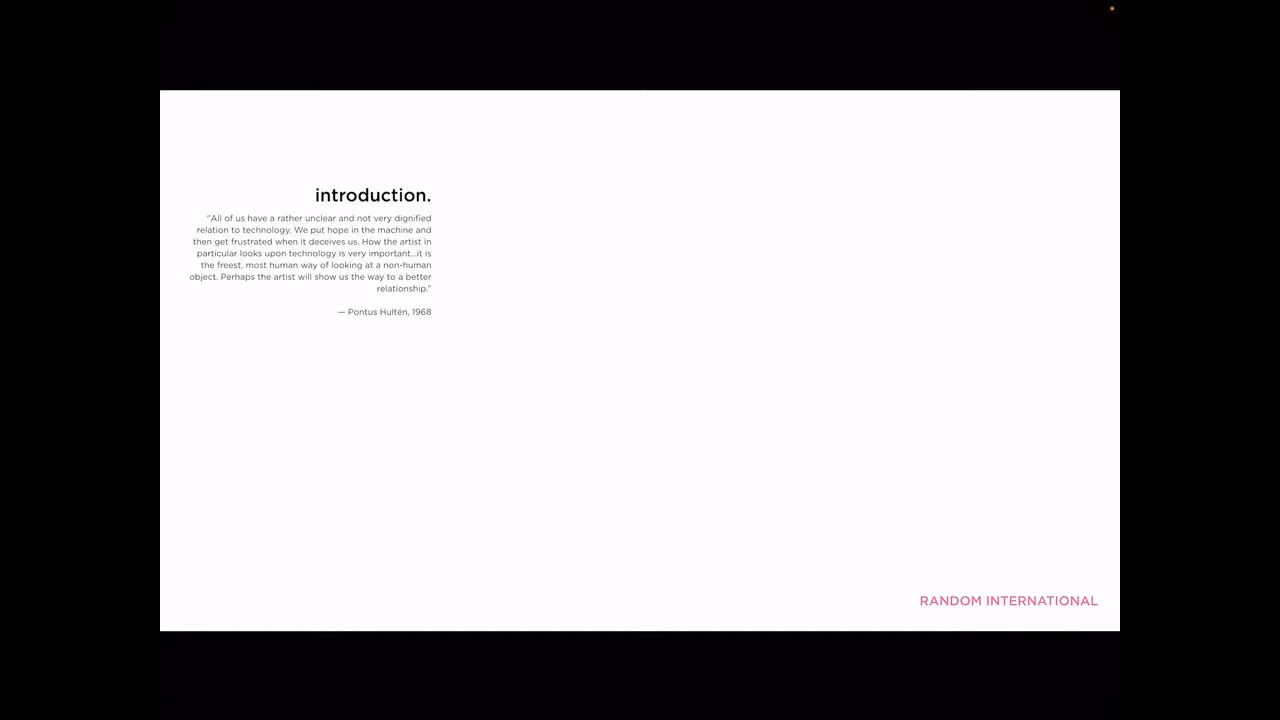 introduction.
"All of us have a rather unclear and not very dignified
relation to technology. We put hope in the machine and
then get frustrated when it deceives us. How the artist in
particular looks upon technology is very important...it is
the freest, most human way of looking at a non-human
object. Perhaps the artist will show us the way to a better
relationship."
— Pontus Hultén, 1968
RANDOM INTERNATIONAL